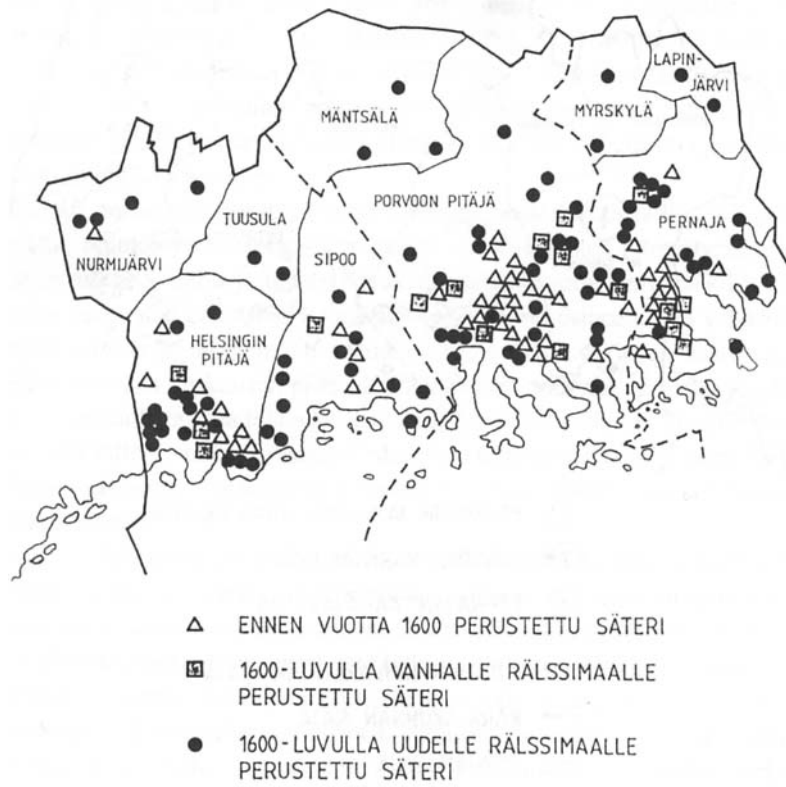 LAPIN-
JÄRVI
MÄNTSÄLÄ
MYRSKYLÄ
PORVOON PITÄJÄ
TUUSULA
PERNAJA
SIPOO
NURMIJÄRVI
HELSINGIN
PITÄJÄ
ENNEN VUOTTA 1600 PERUSTETTU SÄTERI
1600-LUVULLA VANHALLE RÄLSSIMAALLE
PERUSTETTU SÄTERI
1600-LUVULLA UUDELLE RÄLSSIMAALLE
PERUSTETTU SÄTERI